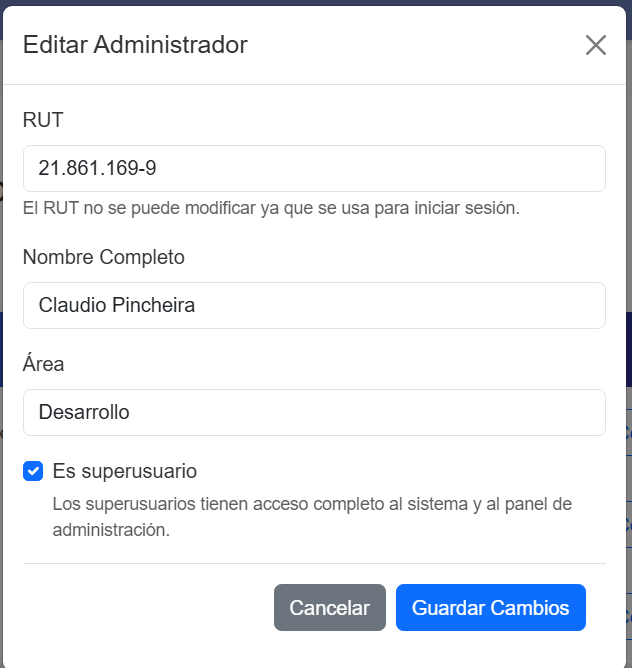 Editar Administrador
RUT
21.861.169-9
El RUT no se puede modificar ya que se usa para iniciar sesión.
Nombre Completo
Claudio Pincheira
Área
Desarrollo
Es superusuario
Los superusuarios tienen acceso completo al sistema y al panel de
administración.
Cancelar
Guardar Cambios